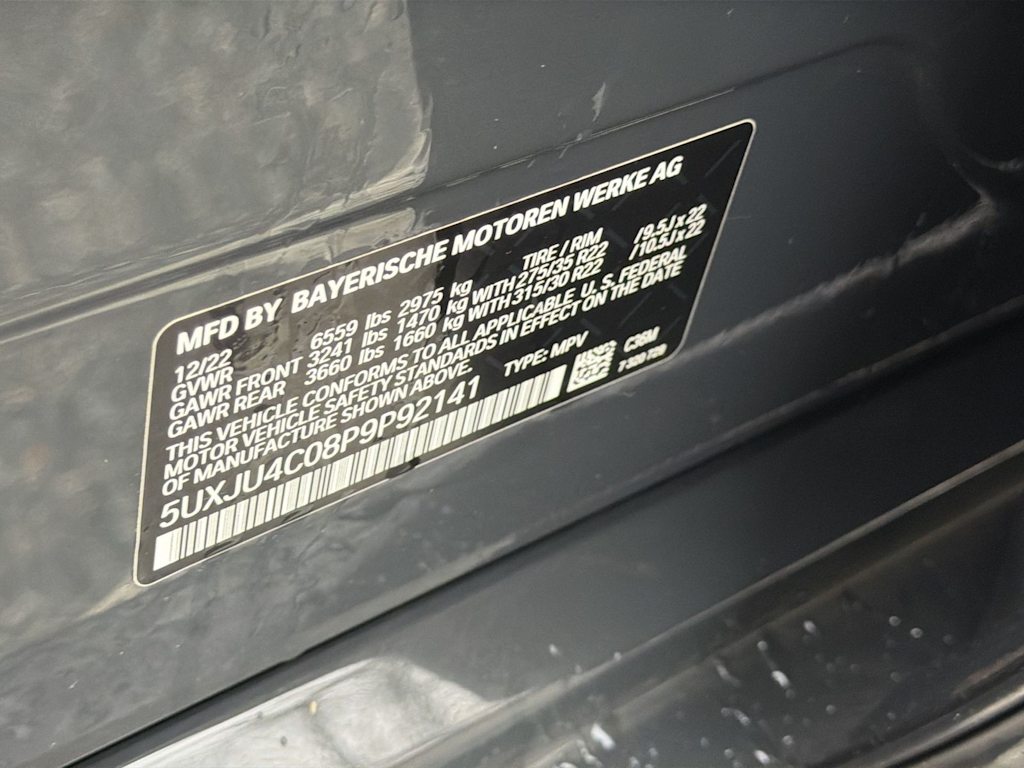 MFD BY BAYERISCHE MOTOREN WERKE AG
12/22 TIRE / RIM
GVWR 6559 lbs 2975 kg
GAWR FRONT 3241 lbs 1470 kg WITH 275/35 R22 /9.5J x 22
GAWR REAR 3660 lbs 1660 kg WITH 315/30 R22 /10.5J x 22
THIS VEHICLE CONFORMS TO ALL APPLICABLE U. S. FEDERAL
MOTOR VEHICLE SAFETY STANDARDS IN EFFECT ON THE DATE
OF MANUFACTURE SHOWN ABOVE.
TYPE: MPV
5UXJU4C08P9P92141
C36M